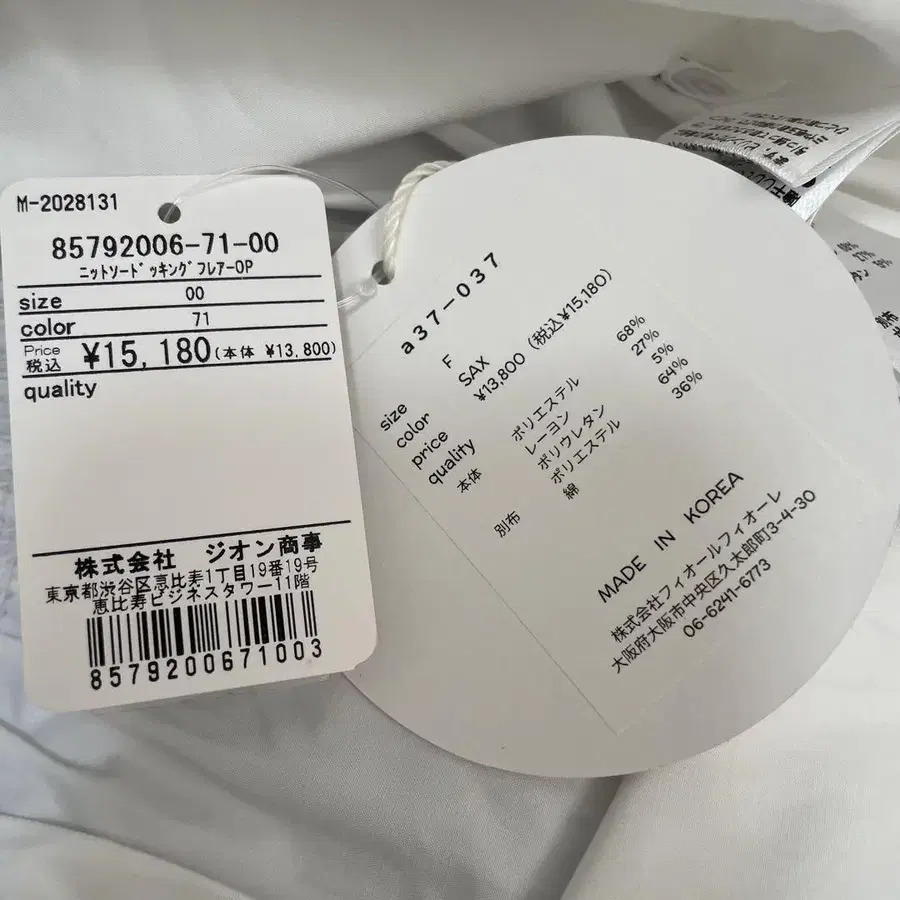 M-2028131
85792006-71-00
ﾆｯﾄｿｰﾄﾞｯｷﾝｸﾞﾌﾚｱｰOP
size 00
color 71
Price 税込 ¥15,180(本体 ¥13,800)
quality
株式会社 ジオン商事
東京都渋谷区恵比寿1丁目19番19号
恵比寿ビジネスタワー11階
8579200671003
a37-037
size F
color SAX
price ¥13,800 (税込¥15,180)
quality
本体 ポリエステル 68%
レーヨン 27%
ポリウレタン 5%
別布 ポリエステル 64%
綿 36%
MADE IN KOREA
株式会社フィオールフィオーレ
大阪府大阪市中央区久太郎町3-4-30
06-6241-6773
別布